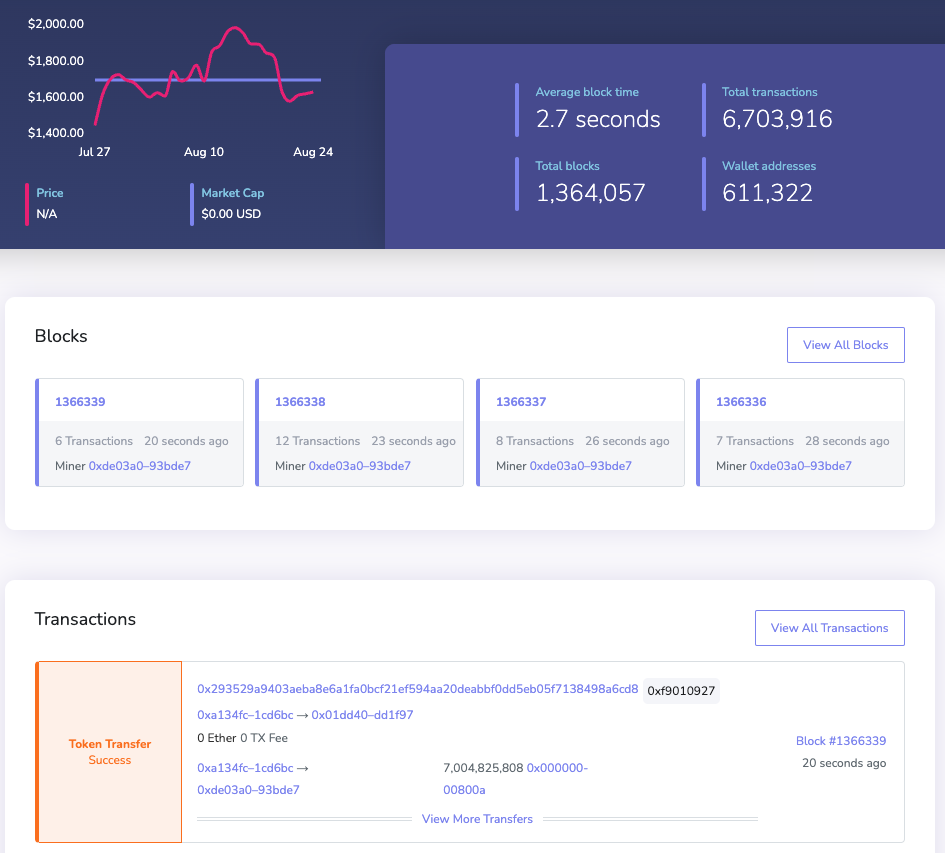 $2,000.00
$1,800.00
$1,600.00
$1,400.00
Jul 27 Aug 10 Aug 24
Price Market Cap
N/A $0.00 USD
Average block time Total transactions
2.7 seconds 6,703,916
Total blocks Wallet addresses
1,364,057 611,322
Blocks
View All Blocks
1366339 1366338 1366337 1366336
6 Transactions 20 seconds ago 12 Transactions 23 seconds ago 8 Transactions 26 seconds ago 7 Transactions 28 seconds ago
Miner 0xde03a0–93bde7 Miner 0xde03a0–93bde7 Miner 0xde03a0–93bde7 Miner 0xde03a0–93bde7
Transactions
View All Transactions
Token Transfer
Success
0x293529a9403aeba8e6a1fa0bcf21ef594aa20deabbf0dd5eb05f7138498a6cd8 0xf9010927
0xa134fc–1cd6bc → 0x01dd40–dd1f97
0 Ether 0 TX Fee
0xa134fc–1cd6bc → 7,004,825,808 0x000000-
0xde03a0–93bde7 00800a
View More Transfers
Block #1366339
20 seconds ago